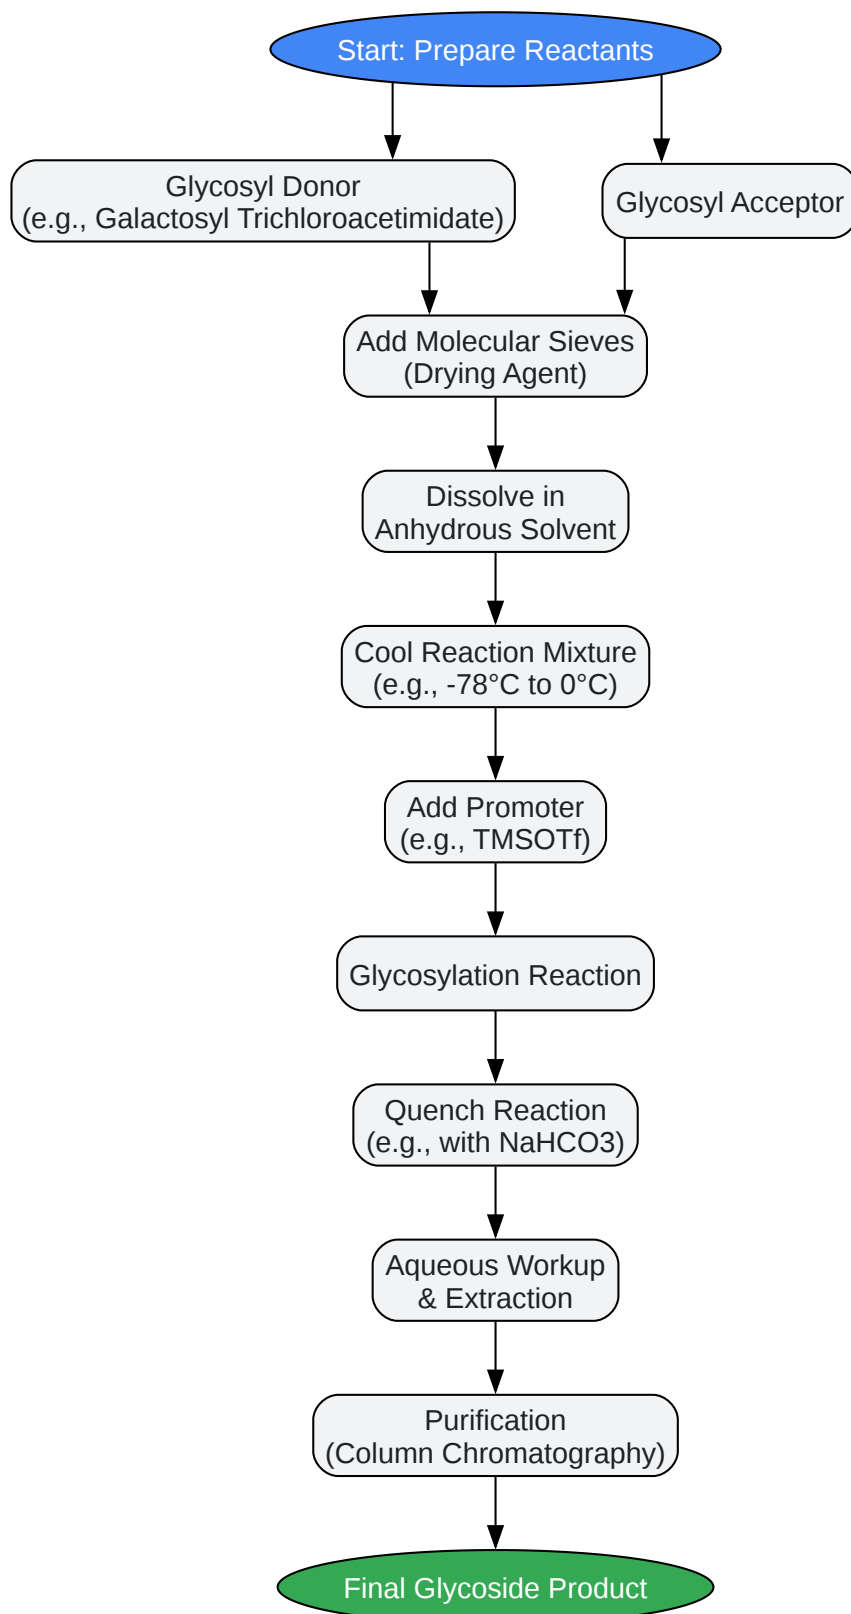 Start: Prepare Reactants
Glycosyl Donor
(e.g., Galactosyl Trichloroacetimidate)
Glycosyl Acceptor
Add Molecular Sieves
(Drying Agent)
Dissolve in
Anhydrous Solvent
Cool Reaction Mixture
(e.g., -78°C to 0°C)
Add Promoter
(e.g., TMSOTf)
Glycosylation Reaction
Quench Reaction
(e.g., with NaHCO3)
Aqueous Workup
& Extraction
Purification
(Column Chromatography)
Final Glycoside Product